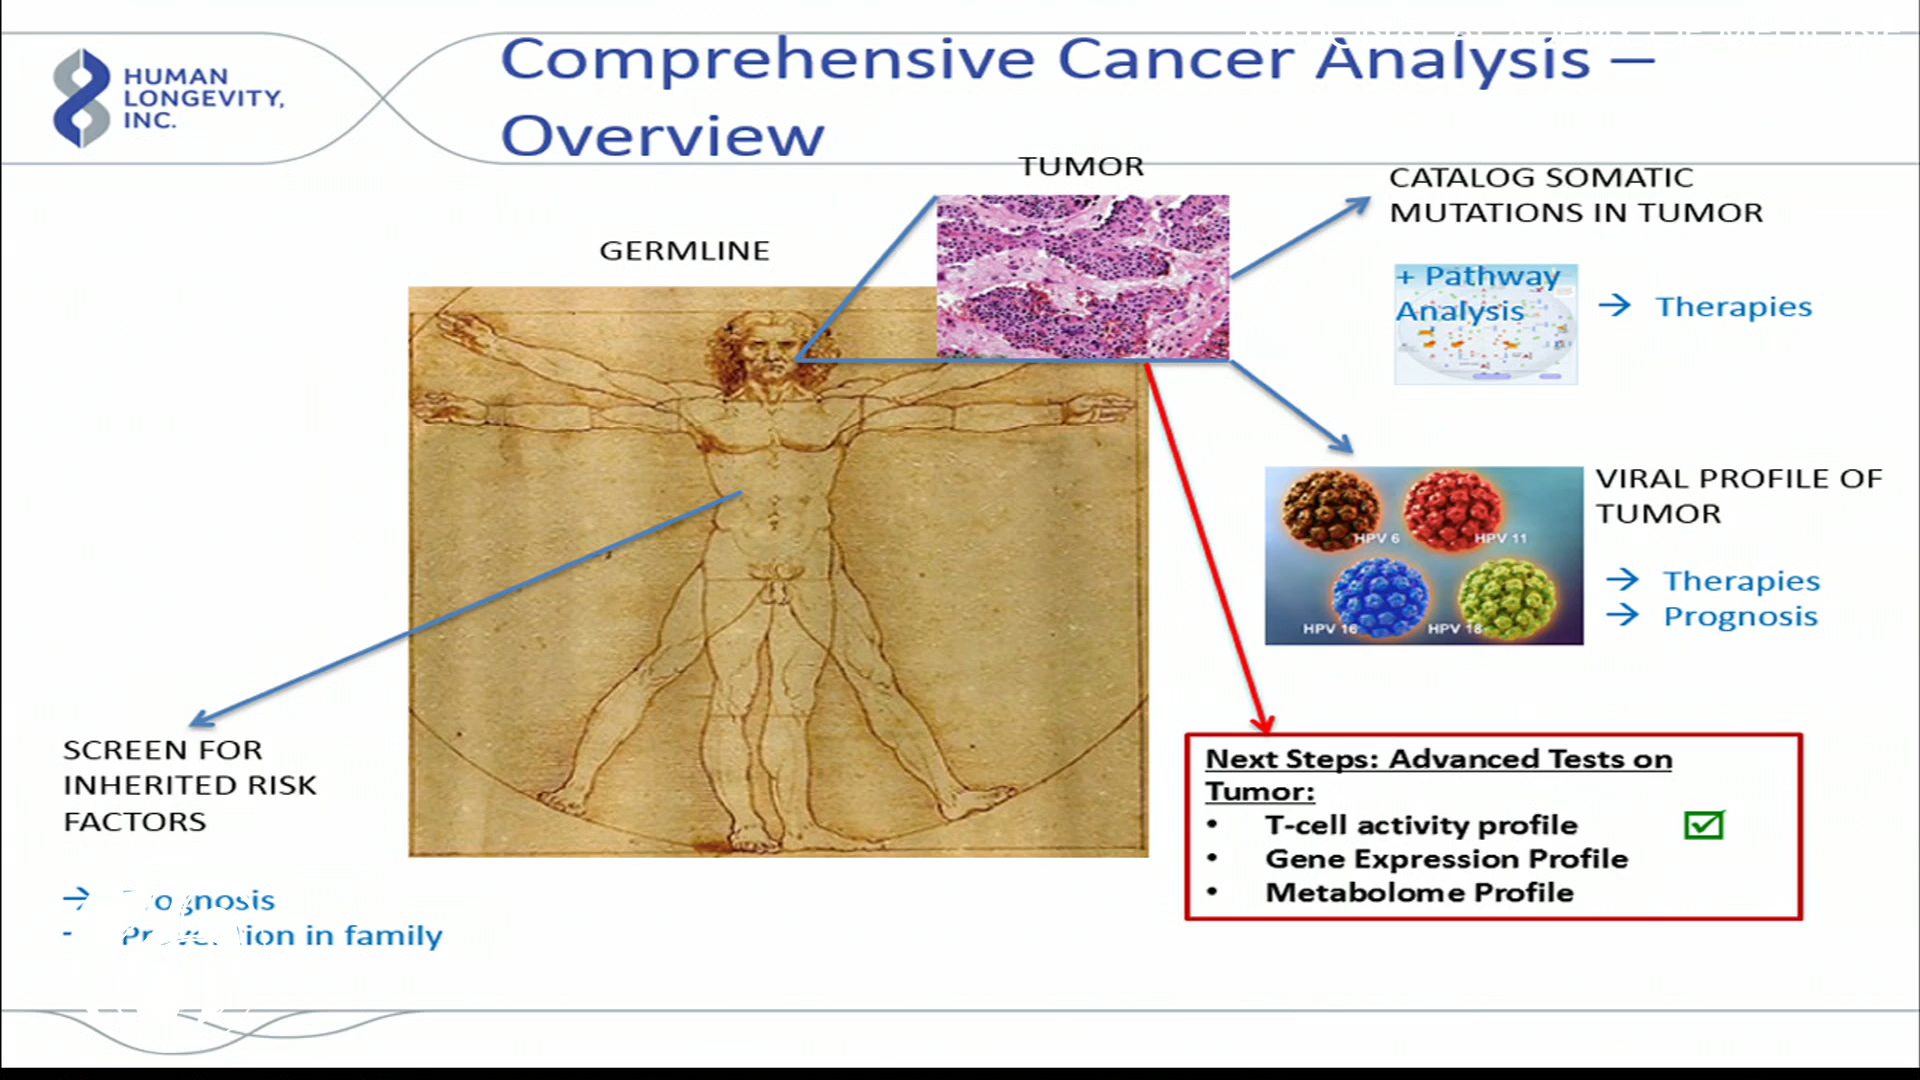 HUMAN
LONGEVITY,
INC.
Comprehensive Cancer Analysis –
Overview
TUMOR
GERMLINE
CATALOG SOMATIC
MUTATIONS IN TUMOR
+ Pathway
Analysis
→ Therapies
VIRAL PROFILE OF
TUMOR
HPV 6
HPV 11
HPV 16
HPV 18
→ Therapies
→ Prognosis
SCREEN FOR
INHERITED RISK
FACTORS
→ Prognosis
Prevention in family
Next Steps: Advanced Tests on
Tumor:
• T-cell activity profile
• Gene Expression Profile
• Metabolome Profile